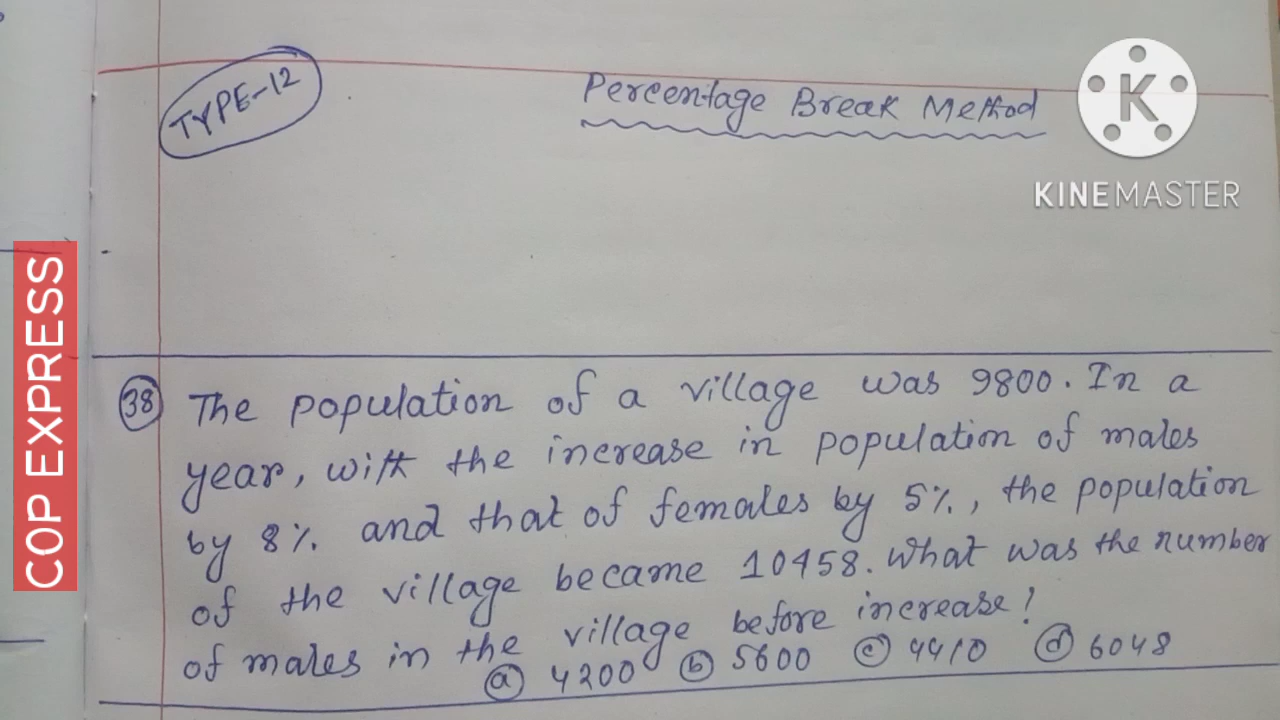 TYPE-12
Percentage Break Method
K
KINEMASTER
COP EXPRESS
38 The population of a village was 9800. In a
year, with the increase in population of males
by 8% and that of females by 5%, the population
of the village became 10458. What was the number
of males in the village before increase!
a 4200 b 5600 c 4410 d 6048